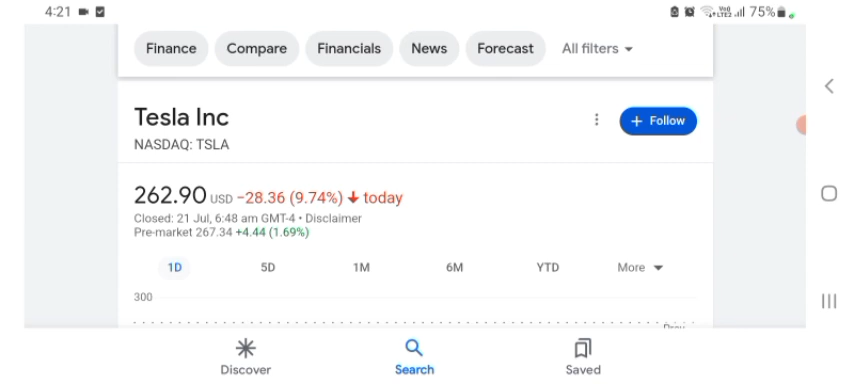 4:21 75%
Finance Compare Financials News Forecast All filters
Tesla Inc
+ Follow
NASDAQ: TSLA
262.90 USD −28.36 (9.74%) today
Closed: 21 Jul, 6:48 am GMT-4 • Disclaimer
Pre-market 267.34 +4.44 (1.69%)
1D 5D 1M 6M YTD More
300
Discover Search Saved